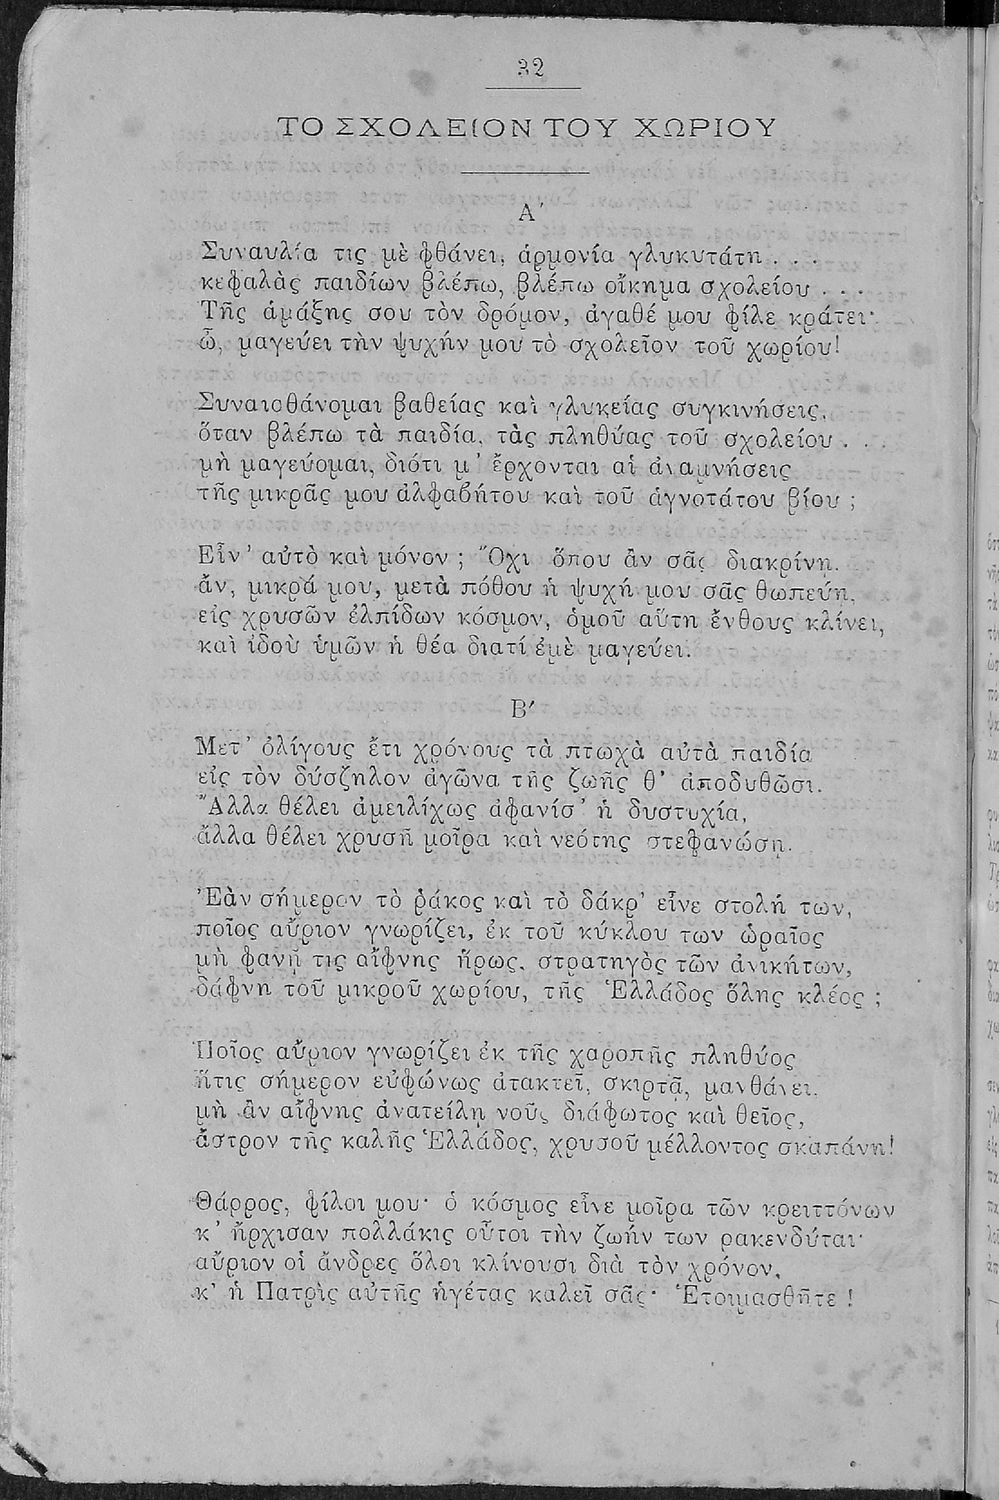 32
ΤΟ ΣΧΟΛΕΙΟΝ ΤΟΥ ΧΩΡΙΟΥ
Α΄
Συναυλία τις μὲ φθάνει, ἁρμονία γλυκυτάτη . . .
κεφαλὰς παιδίων βλέπω, βλέπω οἴκημα σχολείου . . .
Τῆς ἁμάξης σου τὸν δρόμον, ἀγαθέ μου φίλε κράτει·
ὦ, μαγεύει τὴν ψυχήν μου τὸ σχολεῖον τοῦ χωρίου!
Συναισθάνομαι βαθείας καὶ γλυκείας συγκινήσεις,
ὅταν βλέπω τὰ παιδία, τὰς πληθύας τοῦ σχολείου . . .
μὴ μαγεύομαι, διότι μ' ἔρχονται αἱ ἀναμνήσεις
τῆς μικρᾶς μου ἀλφαβήτου καὶ τοῦ ἁγνοτάτου βίου ;
Εἶν' αὐτὸ καὶ μόνον ; Ὄχι ὅπου ἂν σᾶς διακρίνῃ.
ἄν, μικρά μου, μετὰ πόθου ἡ ψυχή μου σᾶς θωπεύῃ,
εἰς χρυσῶν ἐλπίδων κόσμον, ὁμοῦ αὕτη ἔνθους κλίνει,
καὶ ἰδοὺ ὑμῶν ἡ θέα διατί ἐμὲ μαγεύει.
Β΄
Μετ' ὀλίγους ἔτι χρόνους τὰ πτωχὰ αὐτὰ παιδία
εἰς τὸν δύσζηλον ἀγῶνα τῆς ζωῆς θ' ἀποδυθῶσι.
Ἄλλα θέλει ἀμειλίχως ἀφανίσ' ἡ δυστυχία,
ἄλλα θέλει χρυσῆ μοῖρα καὶ νεότης στεφανώσῃ.
Ἐὰν σήμερον τὸ ῥάκος καὶ τὸ δάκρ' εἶνε στολή των,
ποῖος αὔριον γνωρίζει, ἐκ τοῦ κύκλου των ὡραῖος
μὴ φανῇ τις αἴφνης ἥρως, στρατηγὸς τῶν ἀνικήτων,
δάφνη τοῦ μικροῦ χωρίου, τῆς Ἑλλάδος ὅλης κλέος ;
Ποῖος αὔριον γνωρίζει ἐκ τῆς χαροπῆς πληθύος
ἥτις σήμερον εὐφώνως ἀτακτεῖ, σκιρτᾷ, μανθάνει.
μὴ ἂν αἴφνης ἀνατείλῃ νοῦς διάφωτος καὶ θεῖος,
ἄστρον τῆς καλῆς Ἑλλάδος, χρυσοῦ μέλλοντος σκαπάνη!
Θάρρος, φίλοι μου· ὁ κόσμος εἶνε μοῖρα τῶν κρειττόνων
κ' ἤρχισαν πολλάκις οὗτοι τὴν ζωήν των ρακενδύται·
αὔριον οἱ ἄνδρες ὅλοι κλίνουσι διὰ τὸν χρόνον,
κ' ἡ Πατρὶς αὐτῆς ἡγέτας καλεῖ σᾶς· Ἑτοιμασθῆτε !